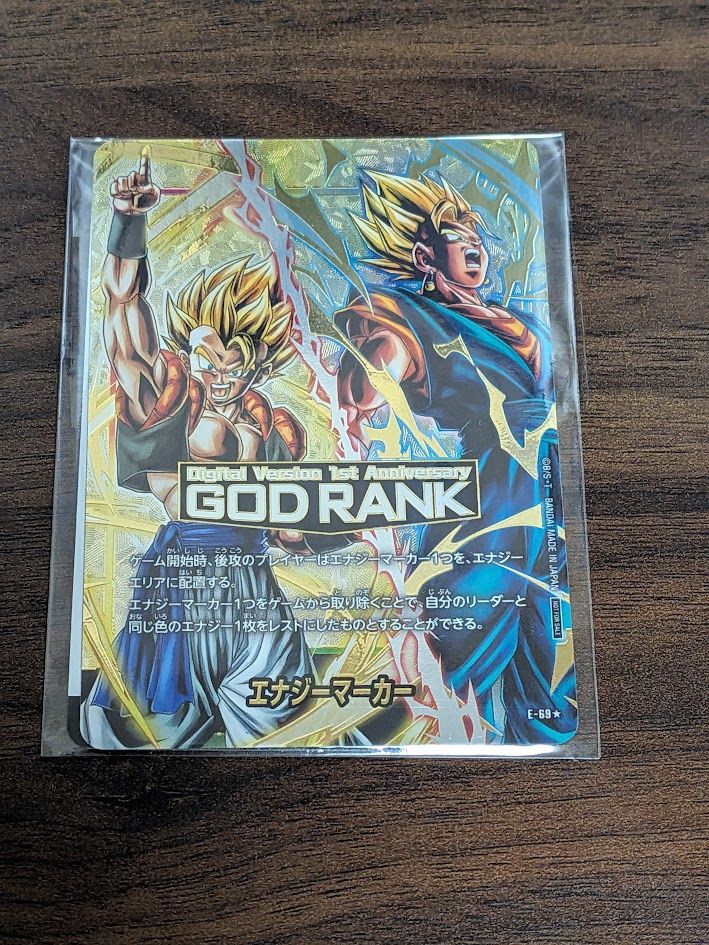 Digital Version 1st Anniversary
GOD RANK
ゲーム開始時、後攻のプレイヤーはエナジーマーカー1つを、エナジー
エリアに配置する。
エナジーマーカー1つをゲームから取り除くことで、自分のリーダーと
同じ色のエナジー1枚をレストにしたものとすることができる。
エナジーマーカー
E-69★
©B/S・T BANDAI MADE IN JAPAN
NOT FOR SALE